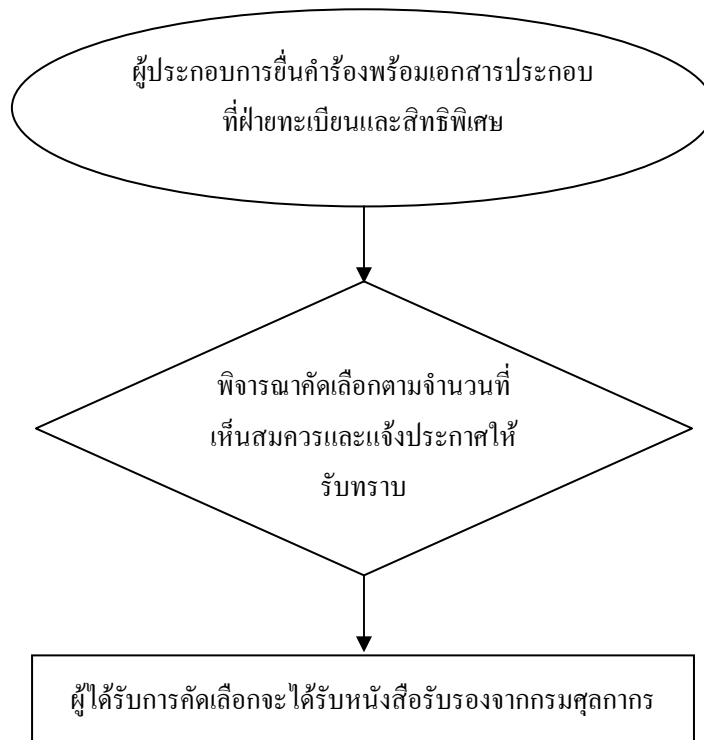 ผู้ประกอบการยื่นคำร้องพร้อมเอกสารประกอบ
ที่ฝ่ายทะเบียนและสิทธิพิเศษ
พิจารณาคัดเลือกตามจำนวนที่
เห็นสมควรและแจ้งประกาศให้
รับทราบ
ผู้ได้รับการคัดเลือกจะได้รับหนังสือรับรองจากกรมศุลกากร